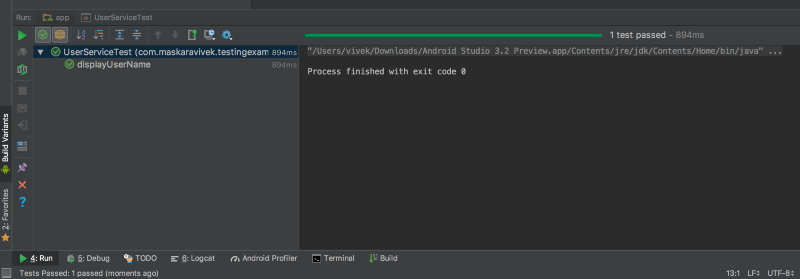 Run: app UserServiceTest
1 test passed - 894ms
UserServiceTest (com.maskaravivek.testingexam 894ms
displayUserName 894ms
"/Users/vivek/Downloads/Android Studio 3.2 Preview.app/Contents/jre/jdk/Contents/Home/bin/java" ...
Process finished with exit code 0
Build Variants
2: Favorites
4: Run 5: Debug TODO 6: Logcat Android Profiler Terminal Build
Tests Passed: 1 passed (moments ago) 13:1 LF÷ UTF-8÷